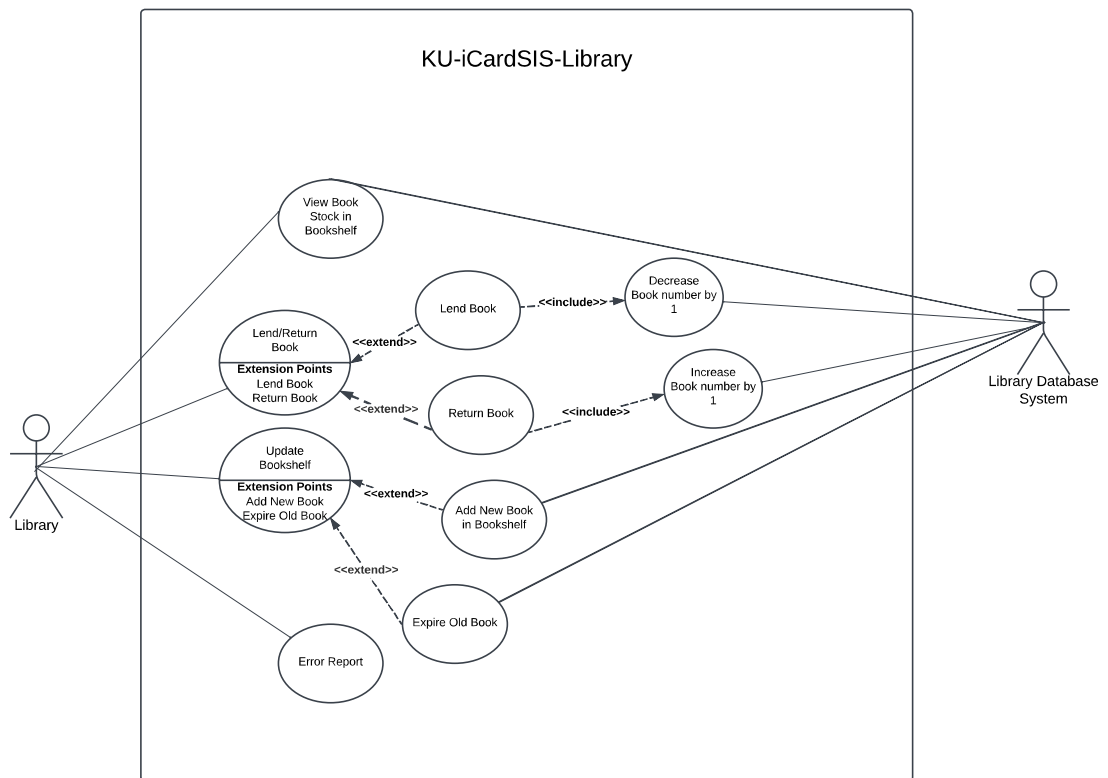 KU-iCardSIS-Library
View Book
Stock in
Bookshelf
Lend Book
<<include>>
Decrease
Book number by
1
Lend/Return
Book
Extension Points
Lend Book
Return Book
<<extend>>
<<extend>>
Return Book
<<include>>
Increase
Book number by
1
Library Database
System
Update
Bookshelf
Extension Points
Add New Book
Expire Old Book
<<extend>>
Add New Book
in Bookshelf
Library
<<extend>>
Expire Old Book
Error Report